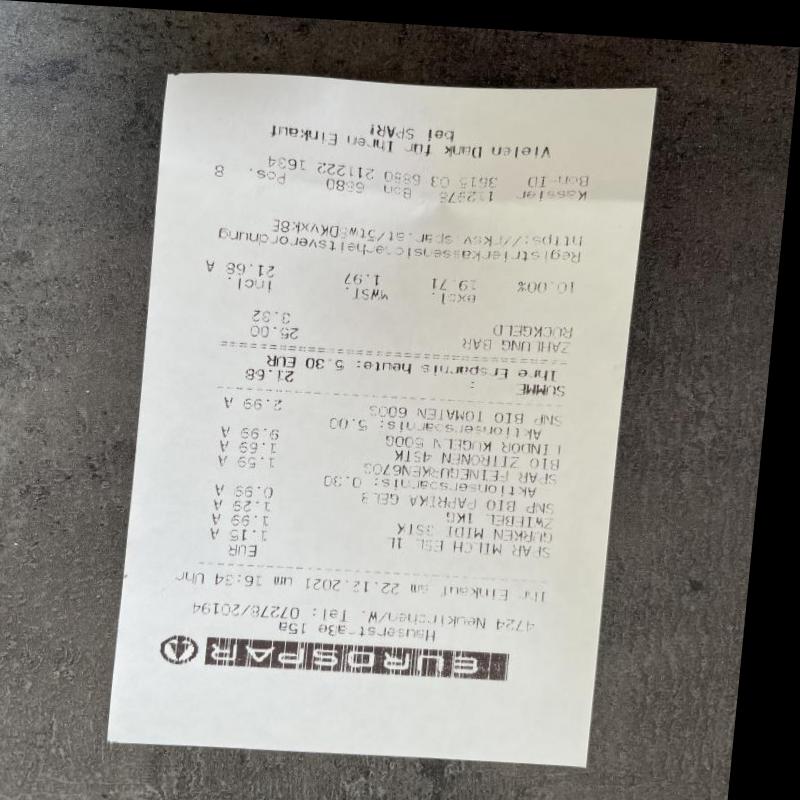 EUROSPAR
Hauserstraße 15a
4724 Neukirchen/W. Tel: 07278/20194
Ihr Einkauf am 22.12.2021 um 16:34 Uhr
EUR
SPAR MILCH ESL 1L 1.15 A
GURKEN MIDI 3STK 1.99 A
ZWIEBEL 1KG 1.29 A
SNP BIO PAPRIKA GELB 0.99 A
Aktionsersparnis: 0.30
SPAR FEINEGURKEN670G 1.59 A
BIO ZITRONEN 4STK 1.69 A
LINDOR KUGELN 500G 9.99 A
Aktionsersparnis: 5.00
SNP BIO TOMATEN 600G 2.99 A
SUMME : 21.68
Ihre Ersparnis heute: 5.30 EUR
ZAHLUNG BAR 25.00
RÜCKGELD 3.32
excl. MWST. incl.
10.00% 19.71 1.97 21.68 A
Registrierkassensicherheitsverordnung
https://rksv.spar.at/5tw8DKvxk8E
Kassier 112978 Bon 6680 Pos. 8
Bon-ID 3615 03 6680 211222 1634
Vielen Dank für Ihren Einkauf
bei SPAR!